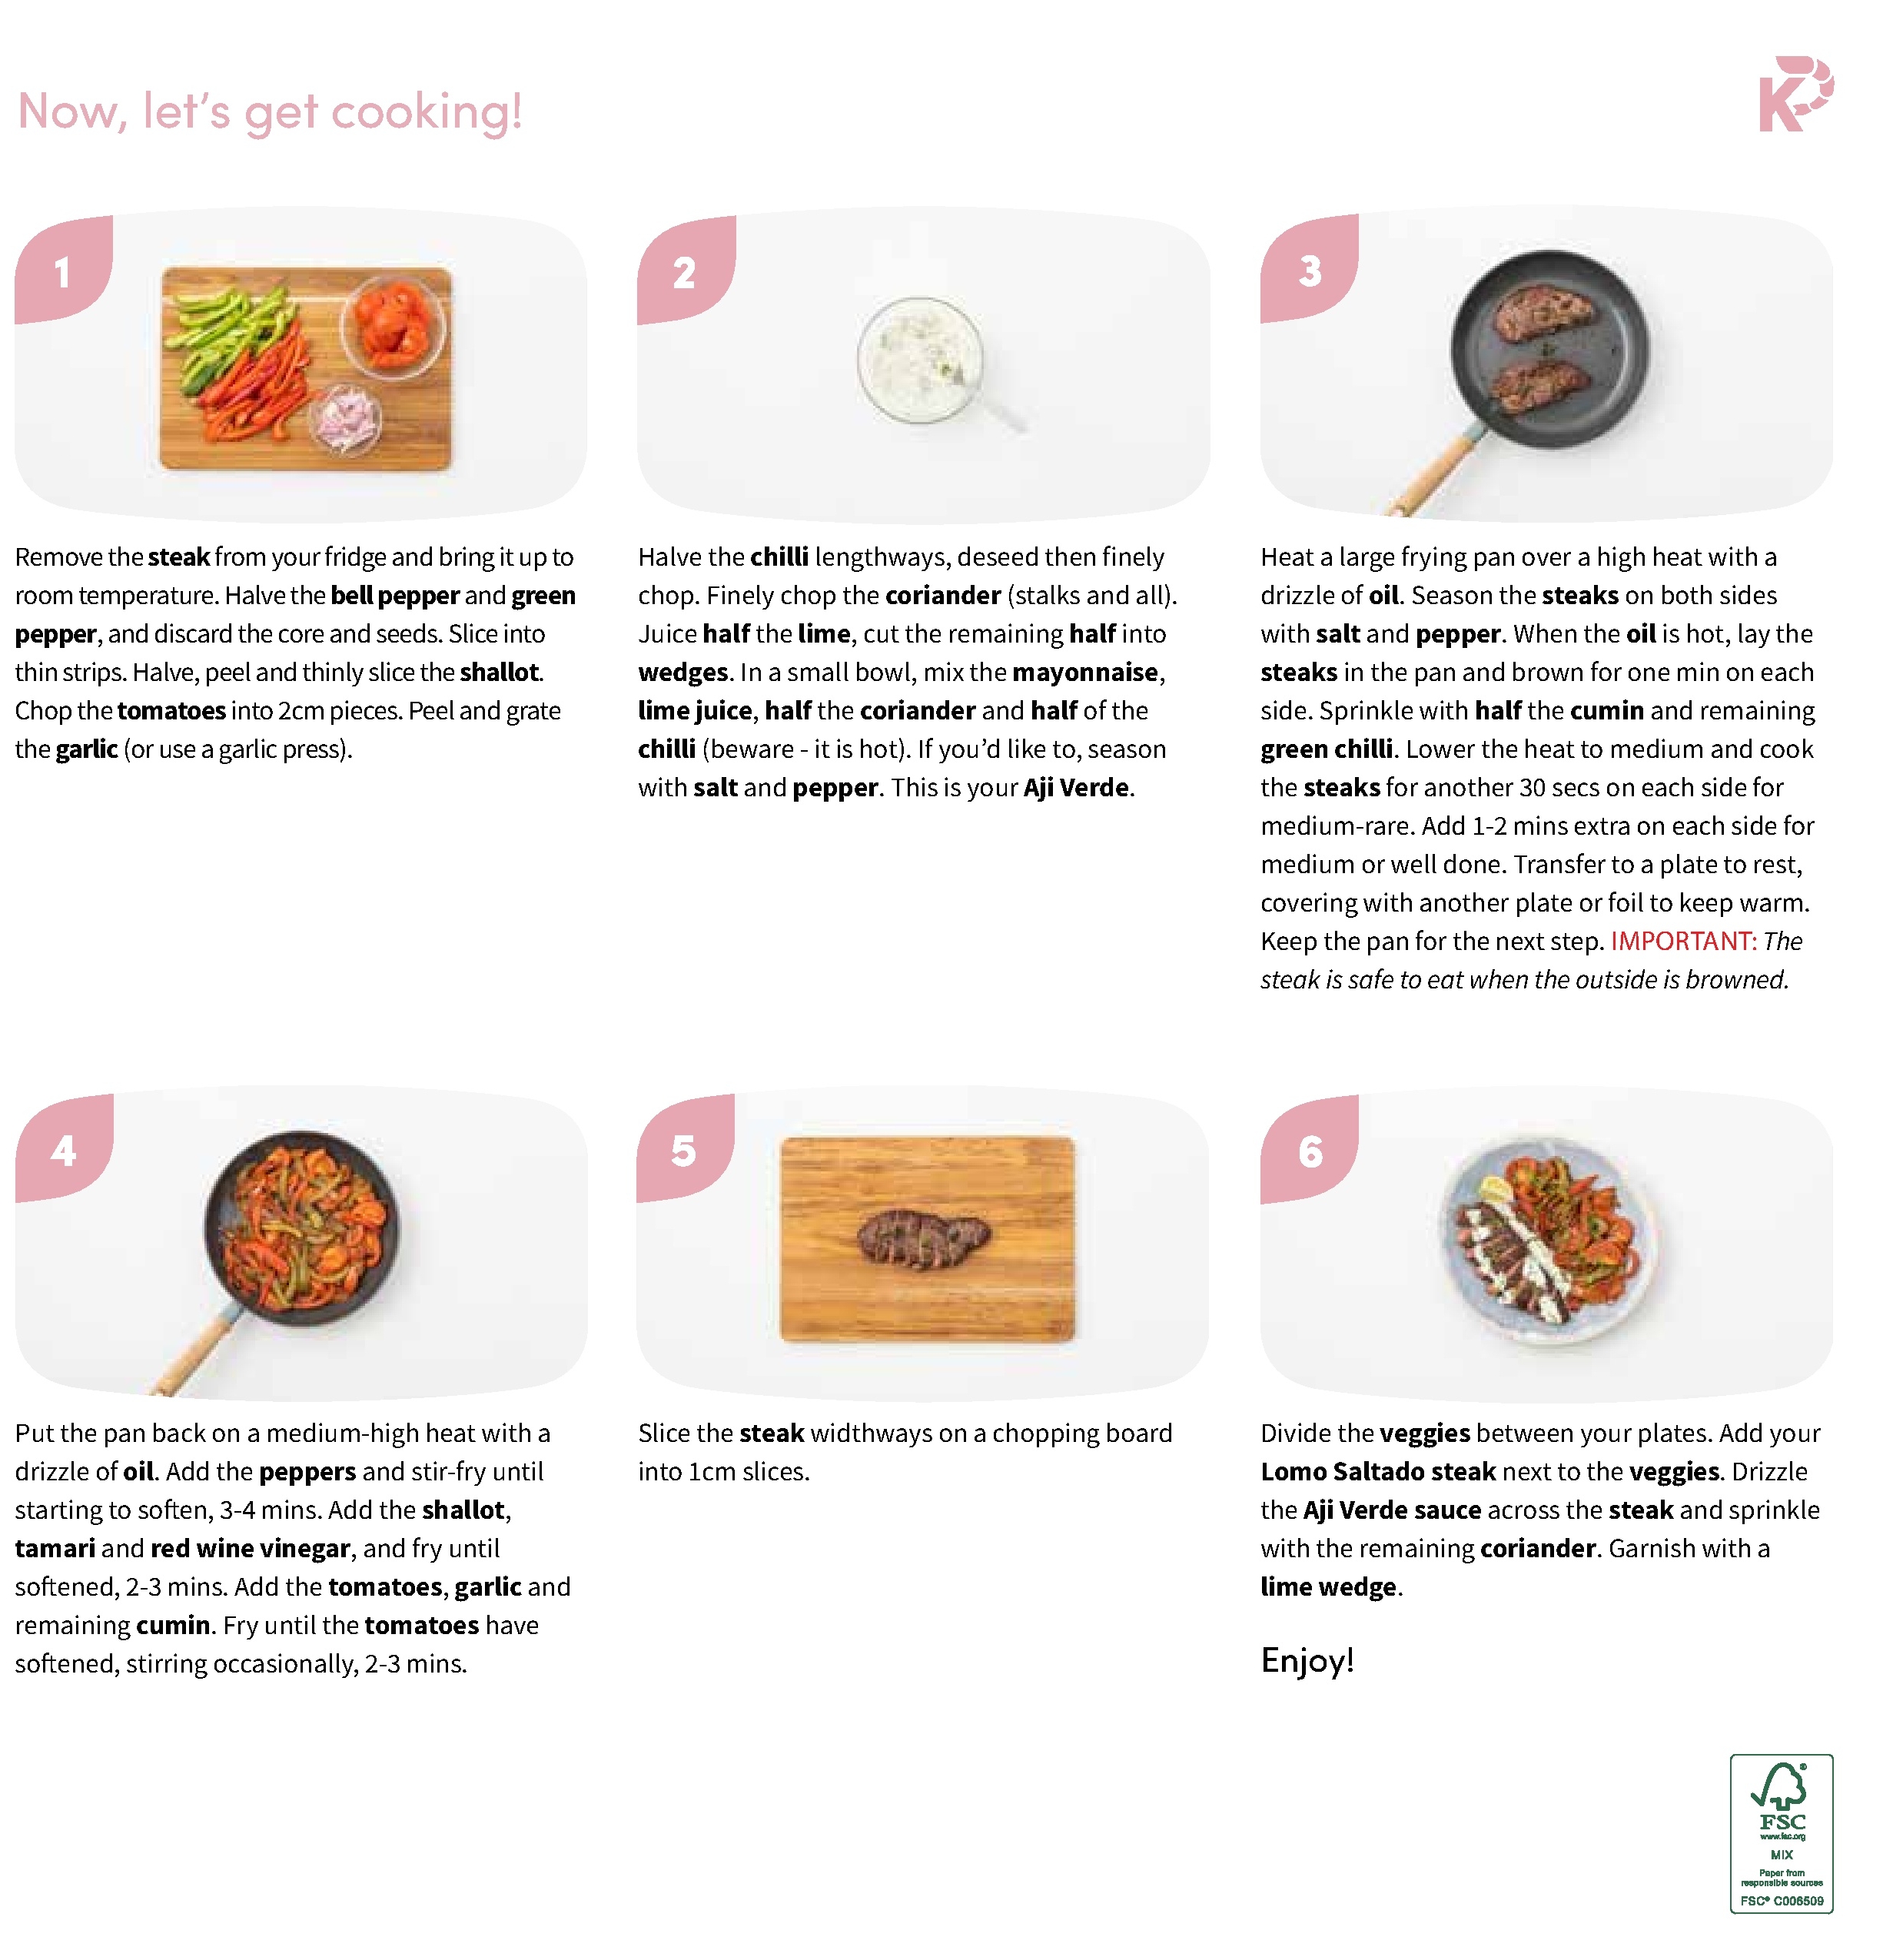 Now, let's get cooking!
1
Remove the steak from your fridge and bring it up to
room temperature. Halve the bell pepper and green
pepper, and discard the core and seeds. Slice into
thin strips. Halve, peel and thinly slice the shallot.
Chop the tomatoes into 2cm pieces. Peel and grate
the garlic (or use a garlic press).
2
Halve the chilli lengthways, deseed then finely
chop. Finely chop the coriander (stalks and all).
Juice half the lime, cut the remaining half into
wedges. In a small bowl, mix the mayonnaise,
lime juice, half the coriander and half of the
chilli (beware - it is hot). If you'd like to, season
with salt and pepper. This is your Aji Verde.
3
Heat a large frying pan over a high heat with a
drizzle of oil. Season the steaks on both sides
with salt and pepper. When the oil is hot, lay the
steaks in the pan and brown for one min on each
side. Sprinkle with half the cumin and remaining
green chilli. Lower the heat to medium and cook
the steaks for another 30 secs on each side for
medium-rare. Add 1-2 mins extra on each side for
medium or well done. Transfer to a plate to rest,
covering with another plate or foil to keep warm.
Keep the pan for the next step. IMPORTANT: The
steak is safe to eat when the outside is browned.
4
Put the pan back on a medium-high heat with a
drizzle of oil. Add the peppers and stir-fry until
starting to soften, 3-4 mins. Add the shallot,
tamari and red wine vinegar, and fry until
softened, 2-3 mins. Add the tomatoes, garlic and
remaining cumin. Fry until the tomatoes have
softened, stirring occasionally, 2-3 mins.
5
Slice the steak widthways on a chopping board
into 1cm slices.
6
Divide the veggies between your plates. Add your
Lomo Saltado steak next to the veggies. Drizzle
the Aji Verde sauce across the steak and sprinkle
with the remaining coriander. Garnish with a
lime wedge.
Enjoy!
FSC
www.fsc.org
MIX
Paper from
responsible sources
FSC® C006509